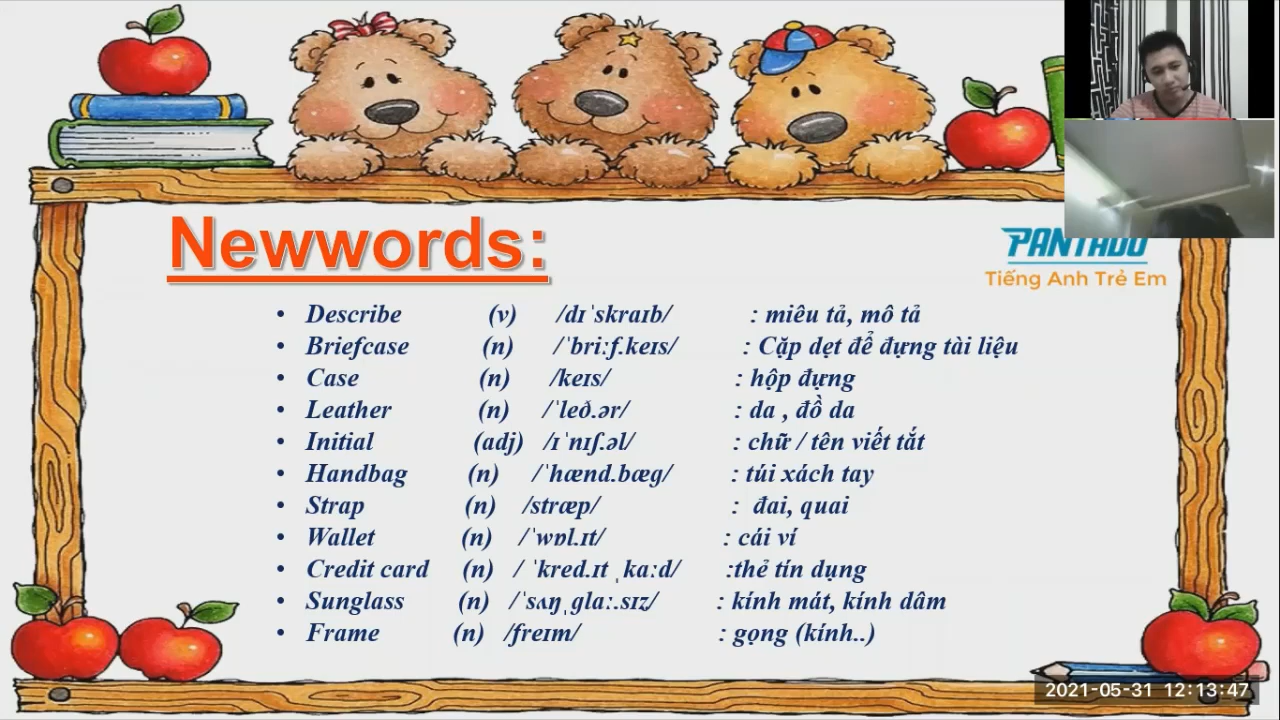 Newwords:
PANTADO
Tiếng Anh Trẻ Em
• Describe (v) /dɪˈskraɪb/ : miêu tả, mô tả
• Briefcase (n) /ˈbriːf.keɪs/ : Cặp dẹt để đựng tài liệu
• Case (n) /keɪs/ : hộp đựng
• Leather (n) /ˈleð.ər/ : da , đồ da
• Initial (adj) /ɪˈnɪʃ.əl/ : chữ / tên viết tắt
• Handbag (n) /ˈhænd.bæg/ : túi xách tay
• Strap (n) /stræp/ : đai, quai
• Wallet (n) /ˈwɒl.ɪt/ : cái ví
• Credit card (n) / ˈkred.ɪt ˌkaːd/ :thẻ tín dụng
• Sunglass (n) /ˈsʌŋˌglaː.sɪz/ : kính mát, kính dâm
• Frame (n) /freɪm/ : gọng (kính..)
2021-05-31 12:13:47